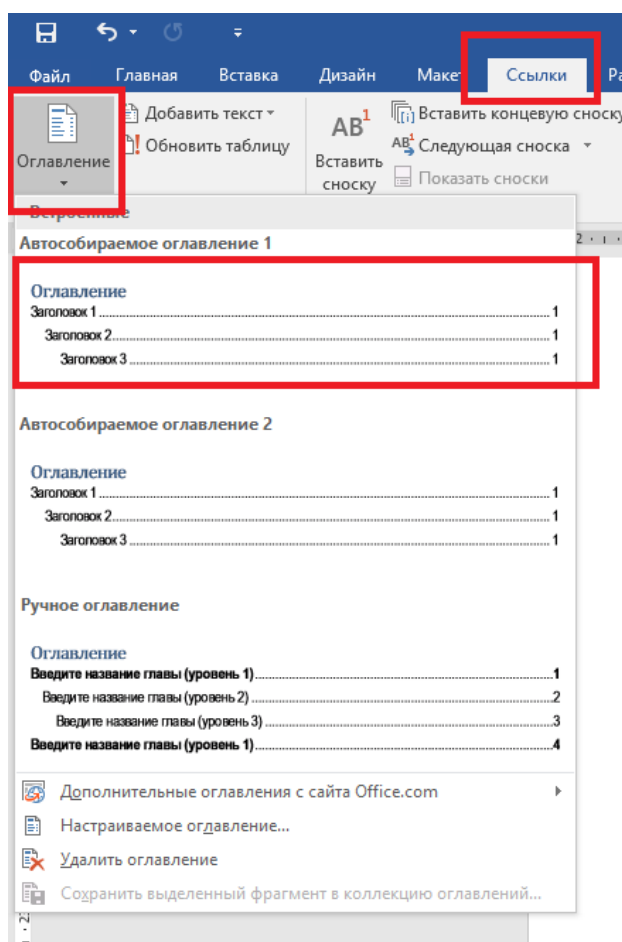 Файл Главная Вставка Дизайн Макет Ссылки Ра
Оглавление
Добавить текст
Обновить таблицу
AB1
Вставить сноску
Вставить концевую сноску
AB1 Следующая сноска
Показать сноски
Встроенные
2
Автособираемое оглавление 1
Оглавление
Заголовок 1 1
Заголовок 2 1
Заголовок 3 1
Автособираемое оглавление 2
Оглавление
Заголовок 1 1
Заголовок 2 1
Заголовок 3 1
Ручное оглавление
Оглавление
Введите название главы (уровень 1) 1
Введите название главы (уровень 2) 2
Введите название главы (уровень 3) 3
Введите название главы (уровень 1) 4
Дополнительные оглавления с сайта Office.com
Настраиваемое оглавление...
Удалить оглавление
Сохранить выделенный фрагмент в коллекцию оглавлений...